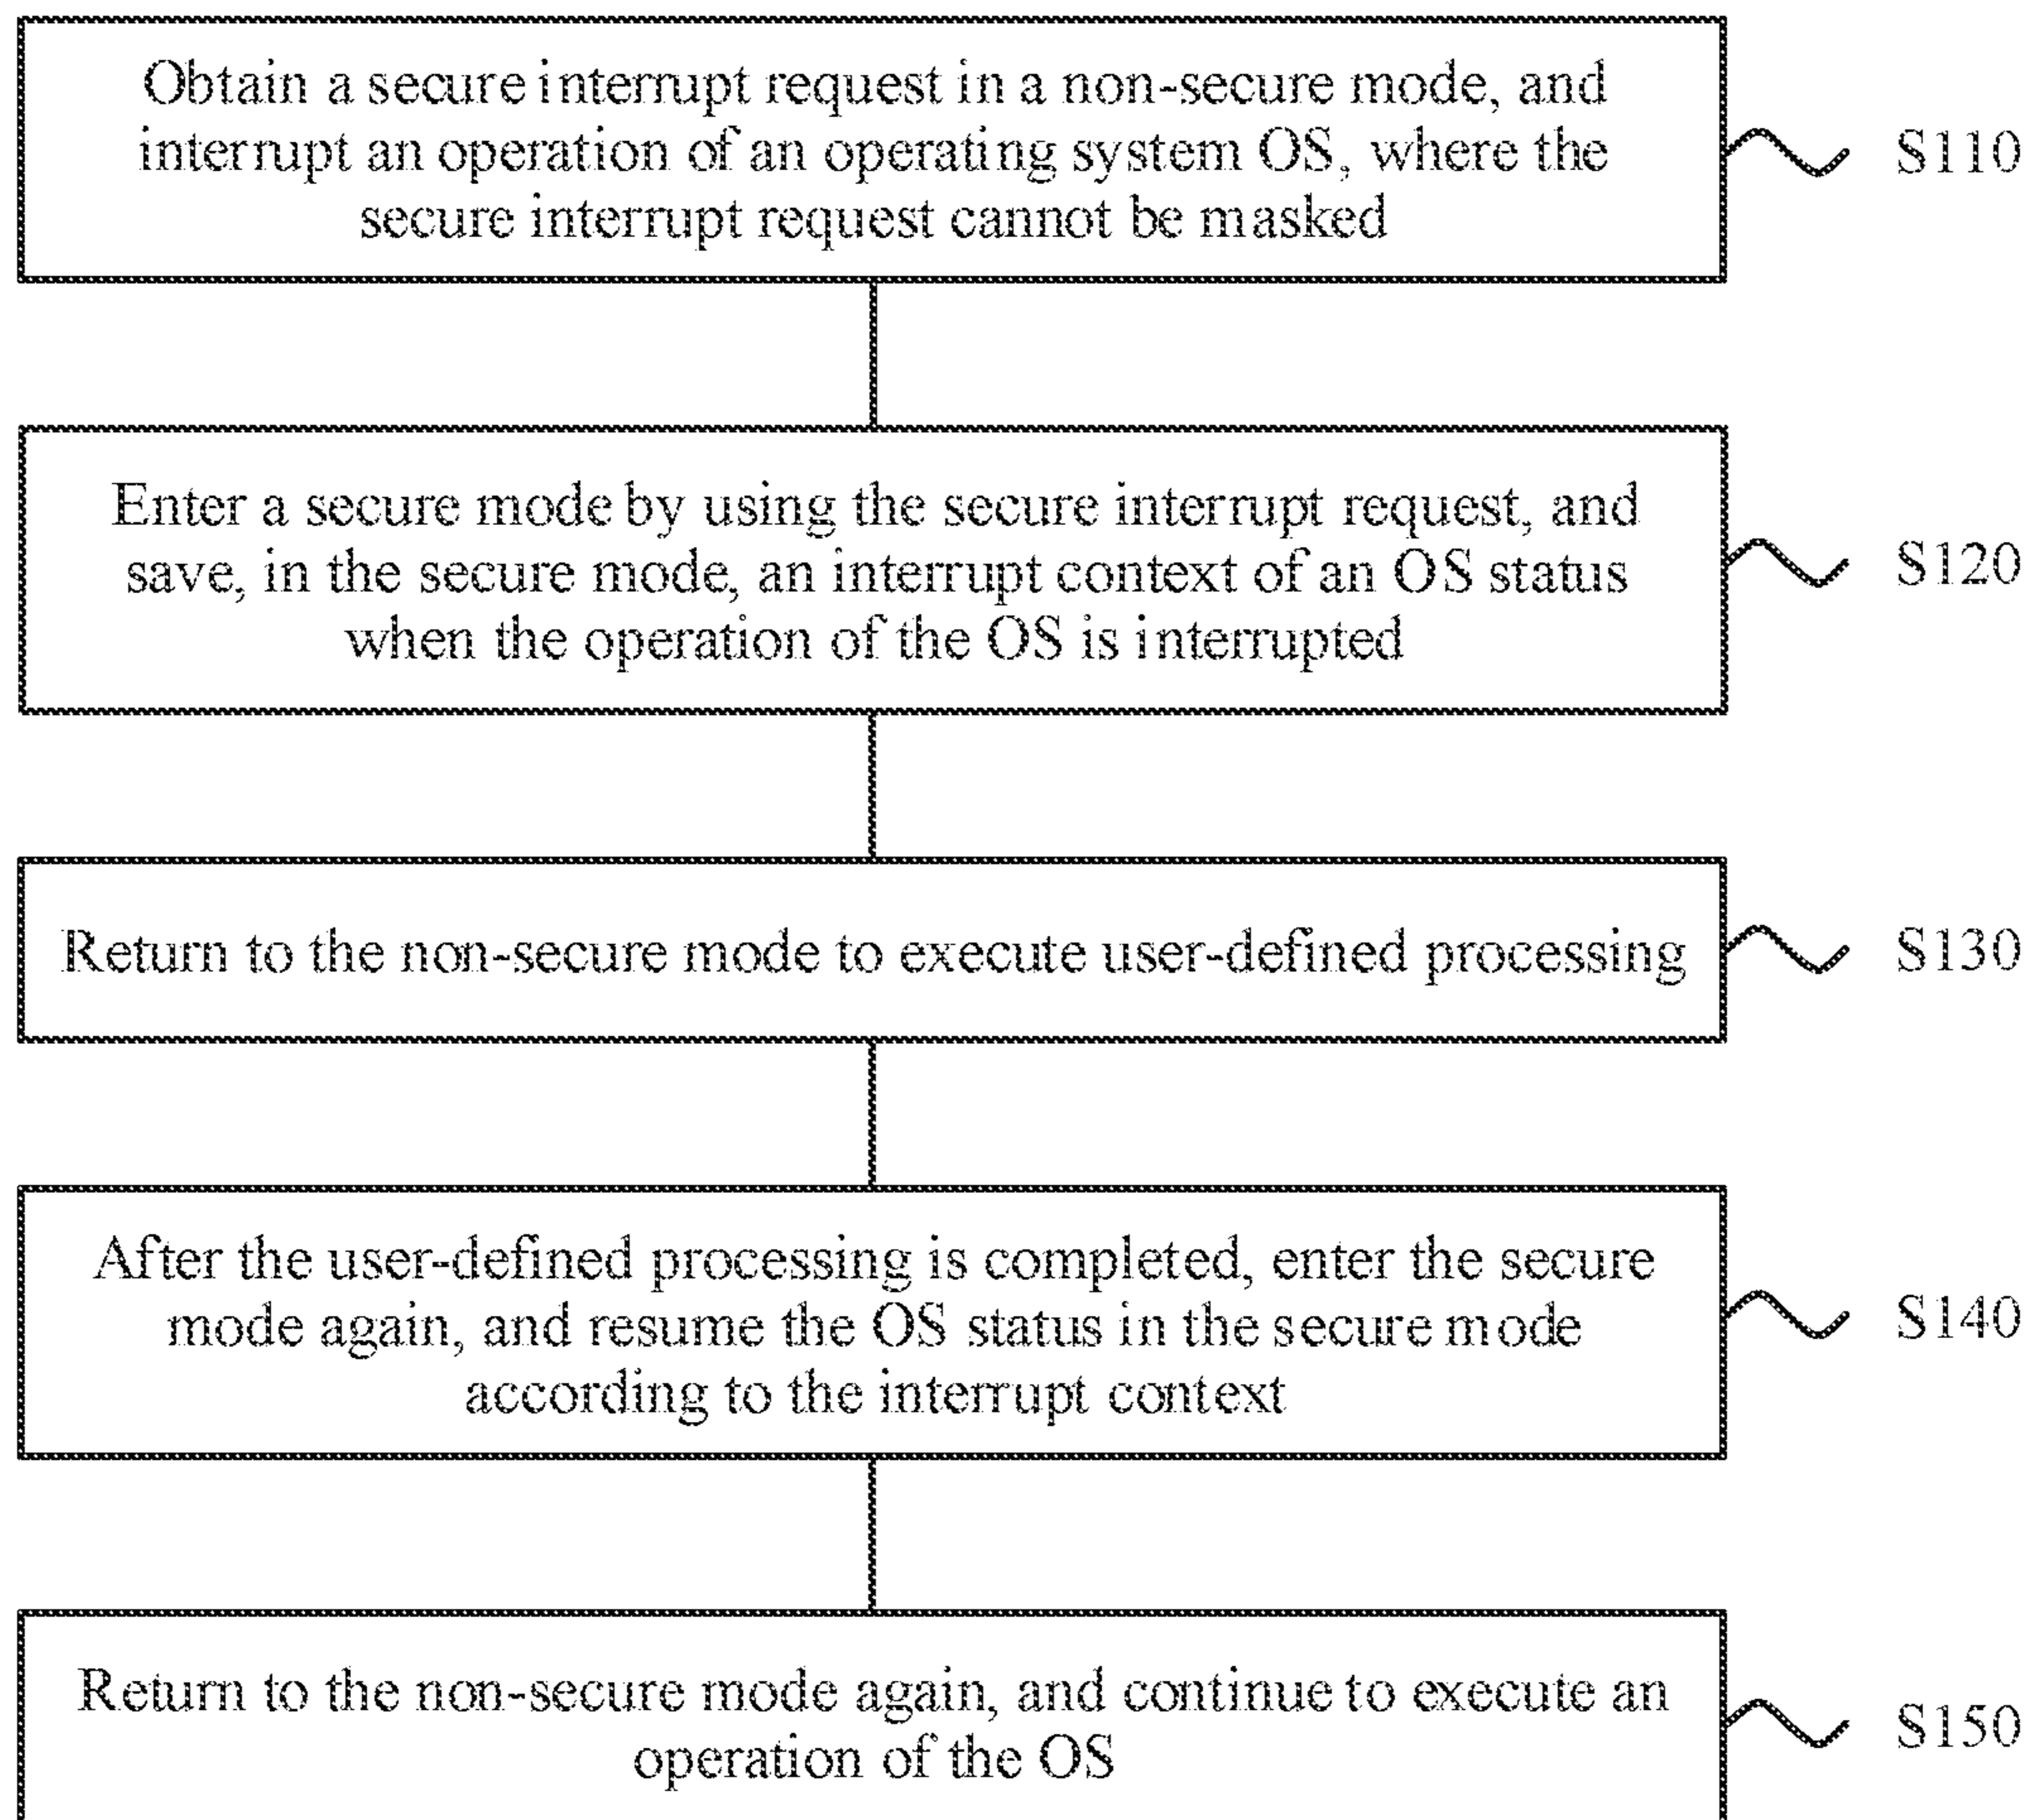 Obtain a secure interrupt request in a non-secure mode, and
interrupt an operation of an operating system OS, where the
secure interrupt request cannot be masked
S110
Enter a secure mode by using the secure interrupt request, and
save, in the secure mode, an interrupt context of an OS status
when the operation of the OS is interrupted
S120
Return to the non-secure mode to execute user-defined processing
S130
After the user-defined processing is completed, enter the secure
mode again, and resume the OS status in the secure mode
according to the interrupt context
S140
Return to the non-secure mode again, and continue to execute an
operation of the OS
S150